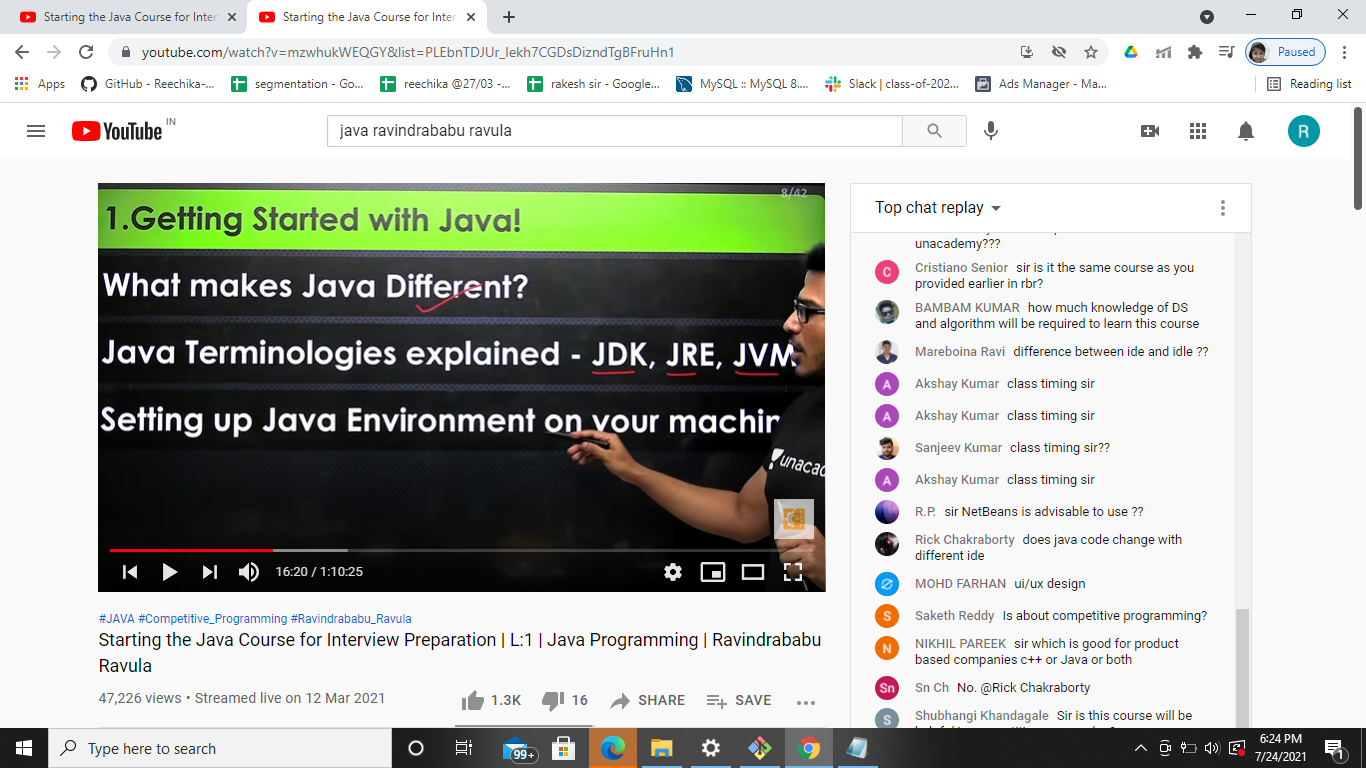 Starting the Java Course for Inter
Starting the Java Course for Inter
youtube.com/watch?v=mzwhukWEQGY&list=PLEbnTDJUr_Iekh7CGDsDizndTgBFruHn1
Paused
Apps
GitHub - Reechika-...
segmentation - Go...
reechika @27/03 -...
rakesh sir - Google...
MySQL :: MySQL 8....
Slack | class-of-202...
Ads Manager - Ma...
Reading list
YouTube IN
java ravindrababu ravula
R
8/42
1.Getting Started with Java!
What makes Java Different?
Java Terminologies explained - JDK, JRE, JVM
Setting up Java Environment on your machin
unacad
16:20 / 1:10:25
#JAVA #Competitive_Programming #Ravindrababu_Ravula
Starting the Java Course for Interview Preparation | L:1 | Java Programming | Ravindrababu
Ravula
47,226 views • Streamed live on 12 Mar 2021
1.3K
16
SHARE
SAVE
Top chat replay
unacademy???
C Cristiano Senior sir is it the same course as you
provided earlier in rbr?
BAMBAM KUMAR how much knowledge of DS
and algorithm will be required to learn this course
Mareboina Ravi difference between ide and idle ??
A Akshay Kumar class timing sir
A Akshay Kumar class timing sir
Sanjeev Kumar class timing sir??
A Akshay Kumar class timing sir
R.P. sir NetBeans is advisable to use ??
Rick Chakraborty does java code change with
different ide
MOHD FARHAN ui/ux design
S Saketh Reddy Is about competitive programming?
N NIKHIL PAREEK sir which is good for product
based companies c++ or Java or both
Sn Sn Ch No. @Rick Chakraborty
S Shubhangi Khandagale Sir is this course will be
Type here to search
99+
6:24 PM
7/24/2021
1